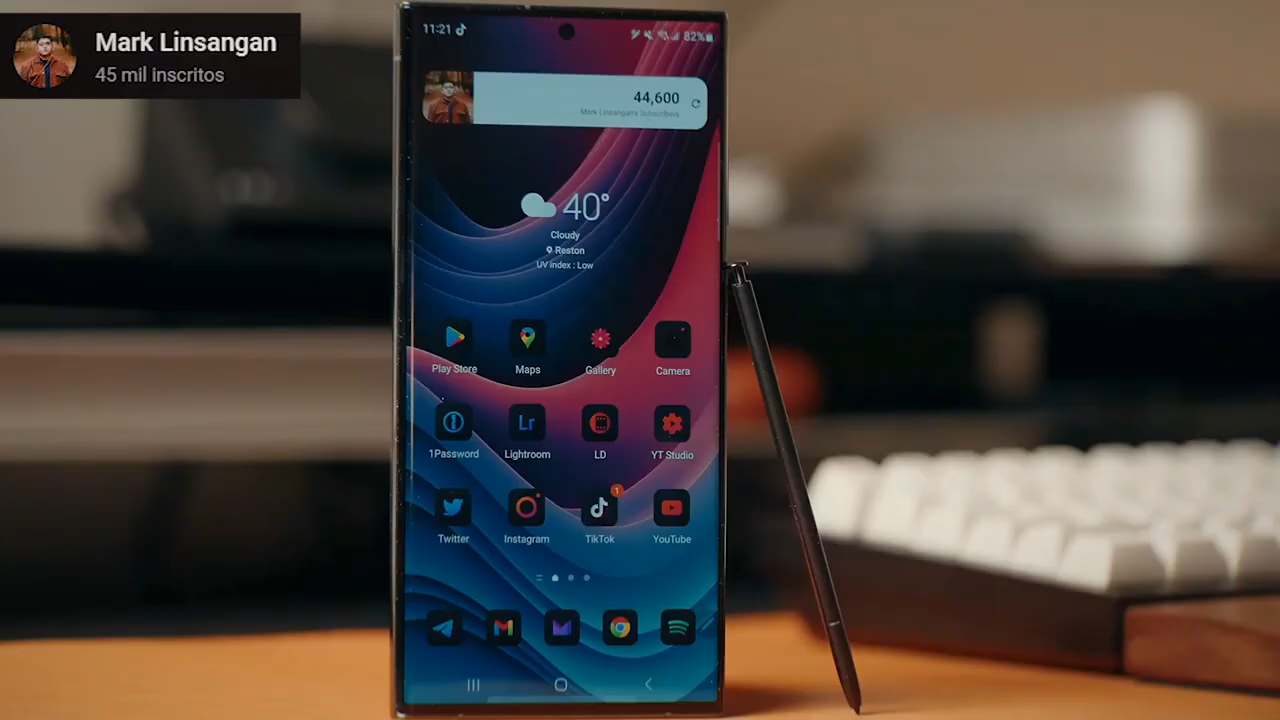 Mark Linsangan
45 mil inscritos
11:21
82%
44,600
Mark Linsangan's Subscribers
40°
Cloudy
Reston
UV index : Low
Play Store
Maps
Gallery
Camera
1Password
Lr
Lightroom
LD
YT Studio
1
Twitter
Instagram
TikTok
YouTube